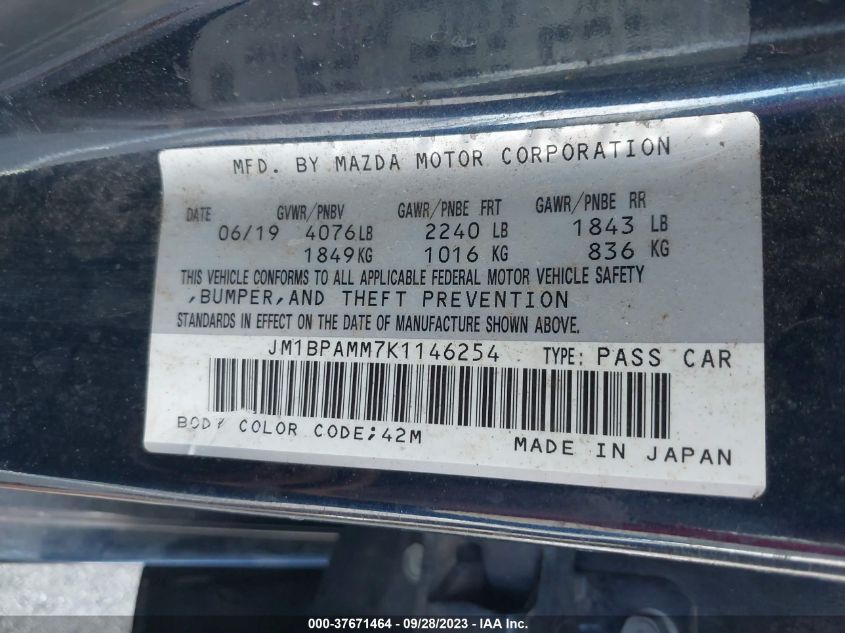 MFD. BY MAZDA MOTOR CORPORATION
DATE GVWR/PNBV GAWR/PNBE FRT GAWR/PNBE RR
06/19 4076LB 2240 LB 1843 LB
1849KG 1016 KG 836 KG
THIS VEHICLE CONFORMS TO ALL APPLICABLE FEDERAL MOTOR VEHICLE SAFETY
,BUMPER,AND THEFT PREVENTION
STANDARDS IN EFFECT ON THE DATE OF MANUFACTURE SHOWN ABOVE.
JM1BPAMM7K1146254 TYPE: PASS CAR
BODY COLOR CODE;42M MADE IN JAPAN
000-37671464 / 09/28/2023 - IAA Inc.